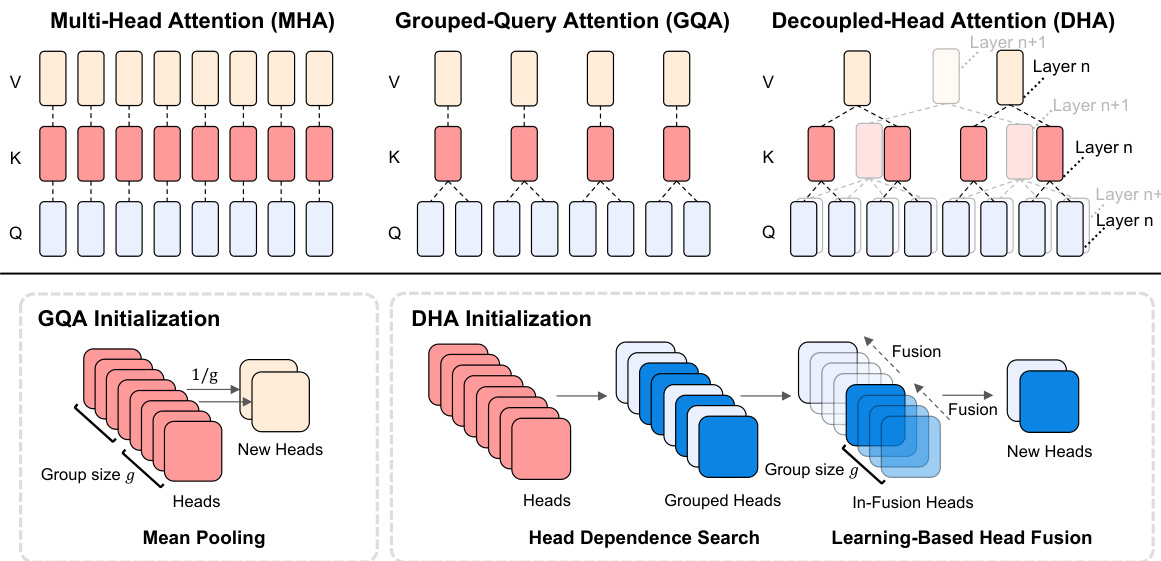 Multi-Head Attention (MHA)
Grouped-Query Attention (GQA)
Decoupled-Head Attention (DHA)
V
K
Q
V
K
Q
V
K
Q
Layer n+1
Layer n
Layer n+1
Layer n
Layer n+
Layer n
GQA Initialization
1/g
New Heads
Group size g
Heads
Mean Pooling
DHA Initialization
Heads
Grouped Heads
Fusion
Fusion
Group size g
In-Fusion Heads
New Heads
Head Dependence Search
Learning-Based Head Fusion